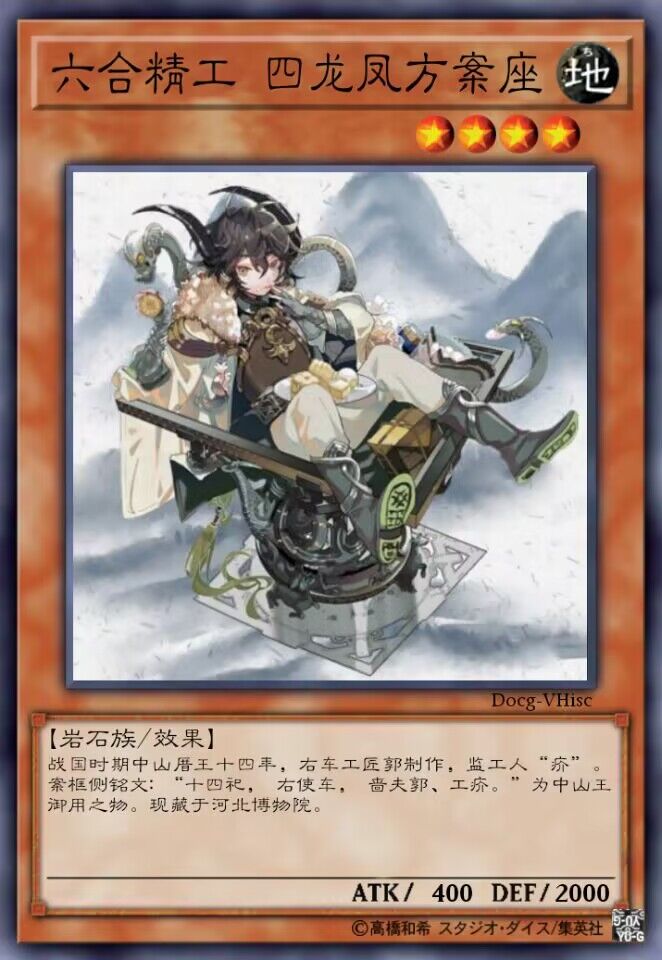 六合精工 四龙凤方案座
ち
地
Docg-VHisc
【岩石族/效果】
战国时期中山厝王十四年，右车工匠郭制作，监工人“疥”。
案框侧铭文：“十四祀， 右使车， 啬夫郭、工疥。”为中山王
御用之物。现藏于河北博物院。
ATK/ 400 DEF/2000
©高橋和希 スタジオ・ダイス/集英社